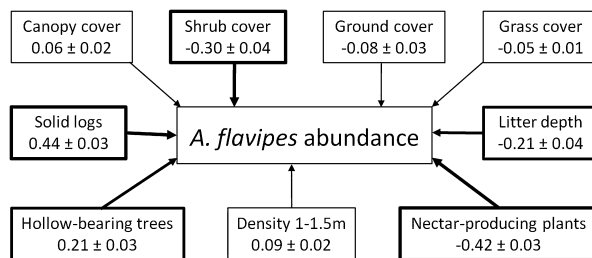 Canopy cover
0.06 ± 0.02
Shrub cover
-0.30 ± 0.04
Ground cover
-0.08 ± 0.03
Grass cover
-0.05 ± 0.01
Solid logs
0.44 ± 0.03
A. flavipes abundance
Litter depth
-0.21 ± 0.04
Hollow-bearing trees
0.21 ± 0.03
Density 1-1.5m
0.09 ± 0.02
Nectar-producing plants
-0.42 ± 0.03